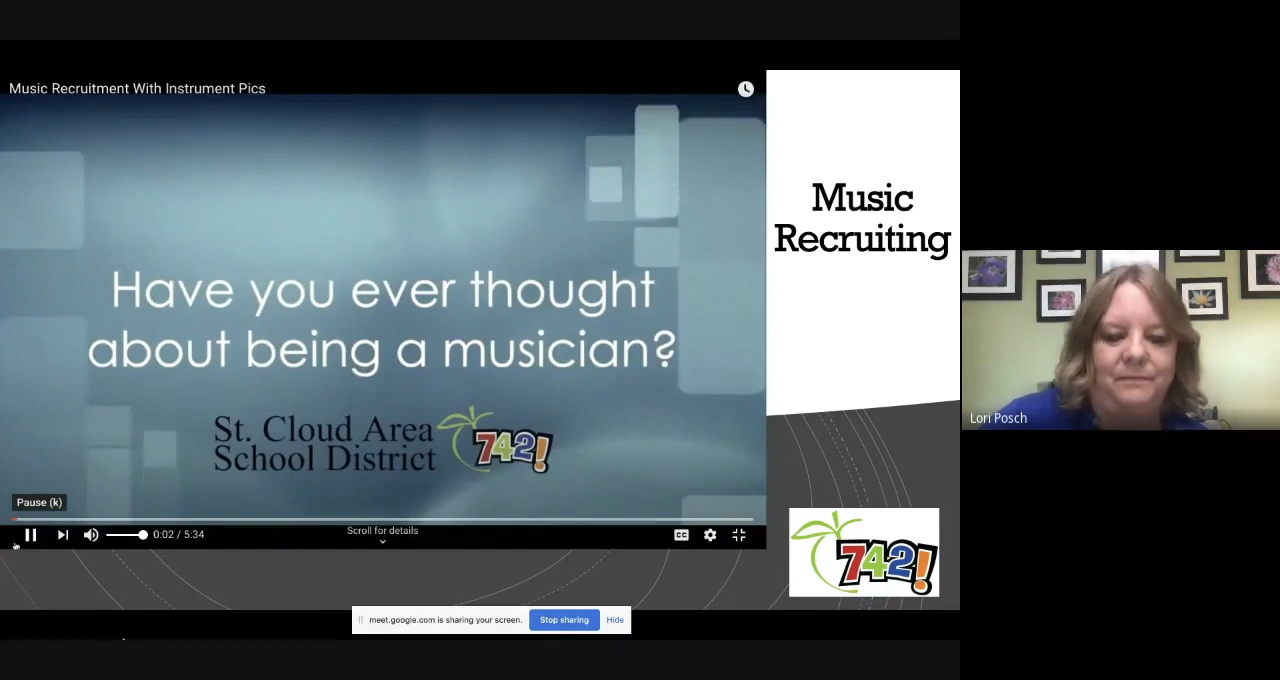 Music Recruitment With Instrument Pics
Have you ever thought
about being a musician?
St. Cloud Area
School District
742!
Pause (k)
0:02 / 5:34
Scroll for details
CC
Music
Recruiting
742!
Lori Posch
meet.google.com is sharing your screen.
Stop sharing
Hide